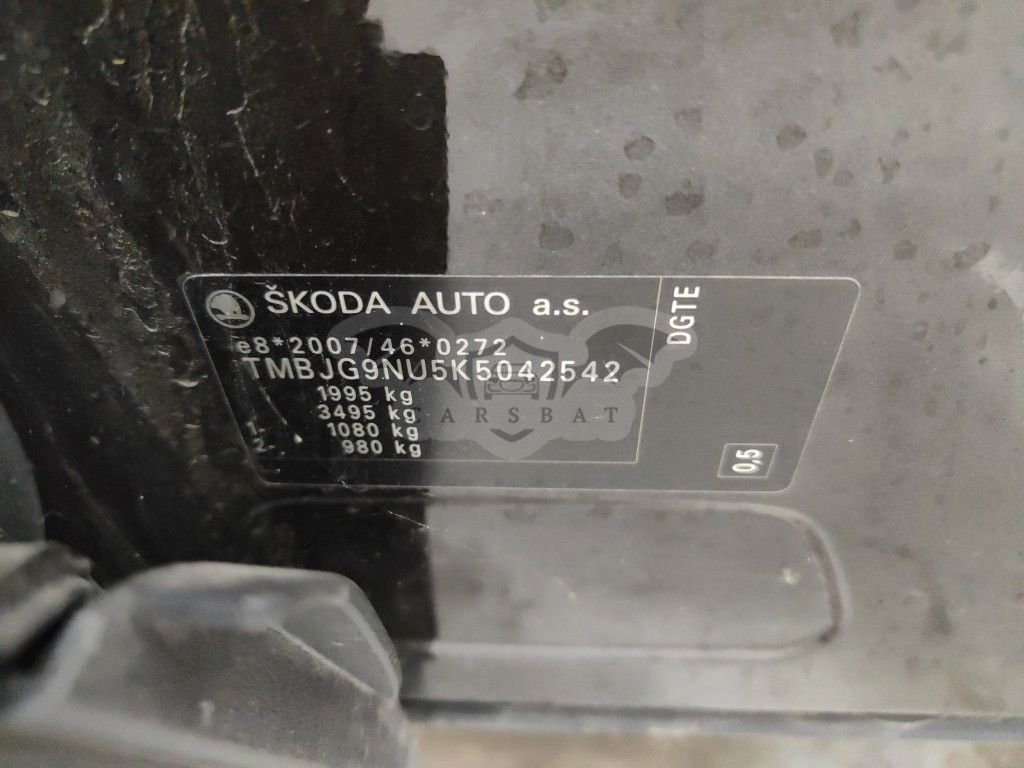 ŠKODA AUTO a.s.
e8*2007/46*0272
TMBJG9NU5K5042542
1995 kg
3495 kg
1. 1080 kg
2. 980 kg
DGTE
0,5
CARSBAT